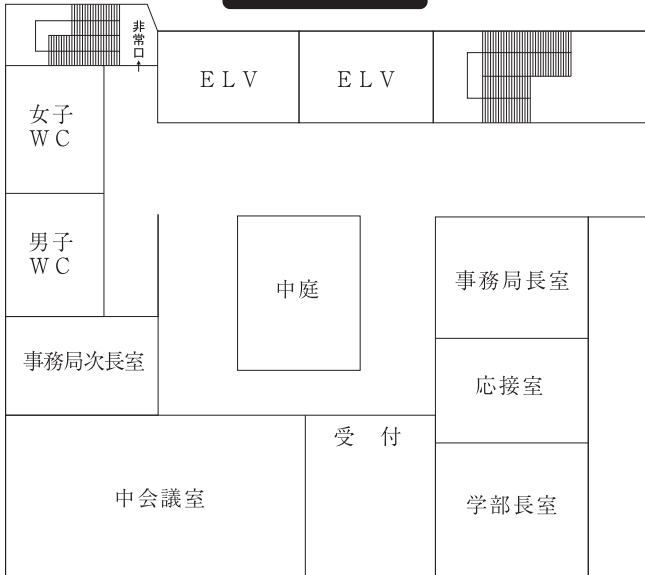 非常口
ELV
ELV
女子
WC
男子
WC
中庭
事務局長室
事務局次長室
応接室
受 付
中会議室
学部長室